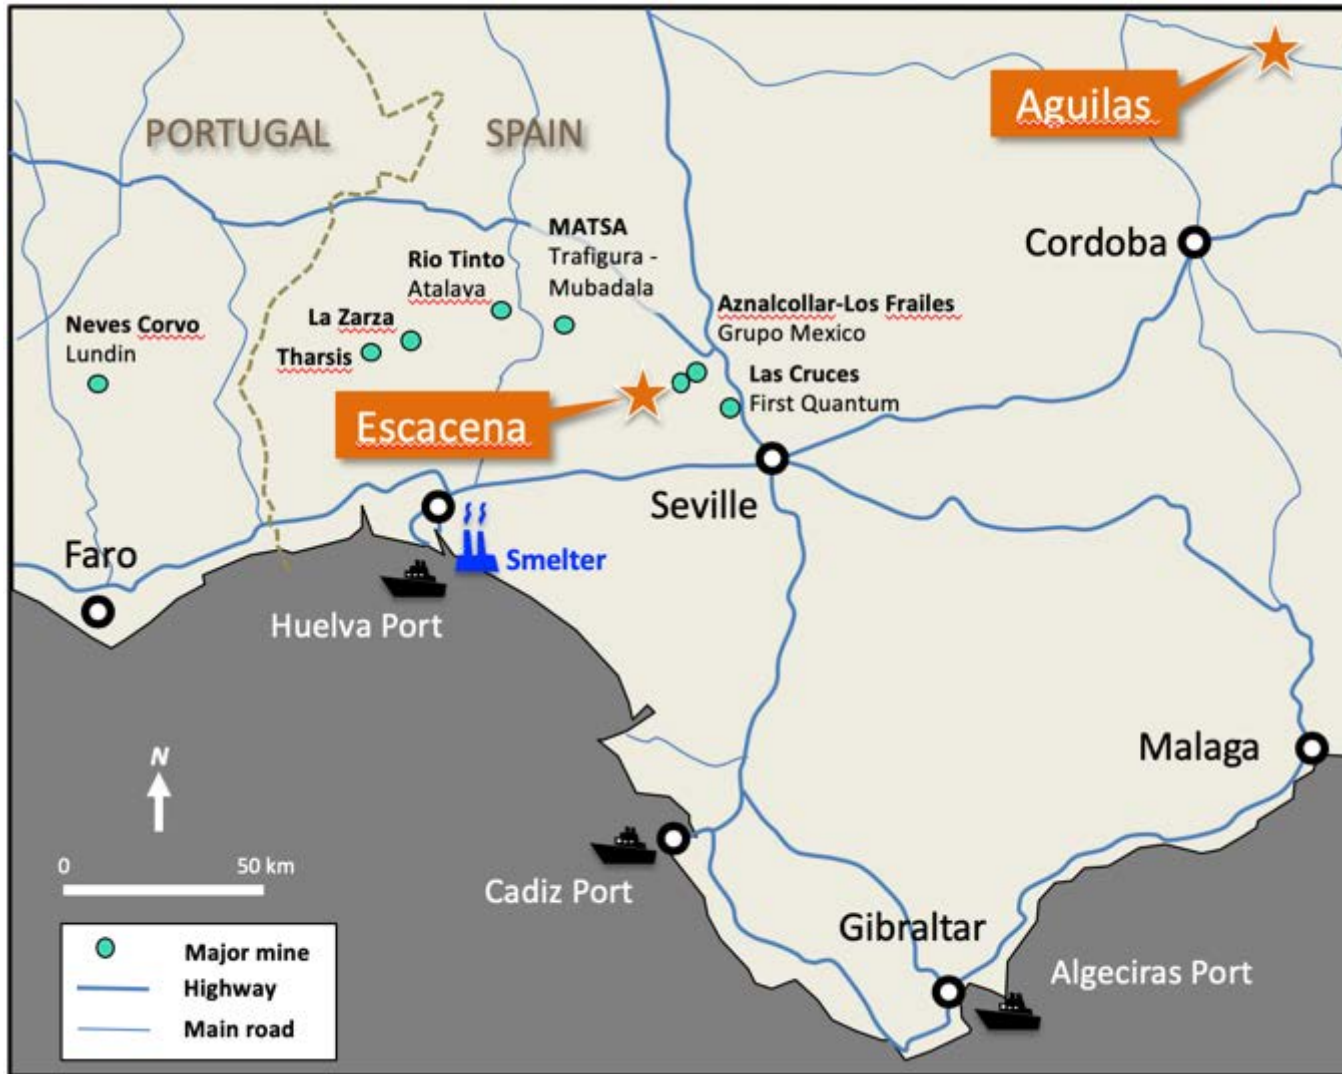 PORTUGAL
SPAIN
Aguilas
Cordoba
MATSA
Trafigura -
Mubadala
Rio Tinto
Atalaya
La Zarza
Tharsis
Neves Corvo
Lundin
Aznalcollar-Los Frailes
Grupo Mexico
Las Cruces
First Quantum
Escacena
Seville
Faro
Smelter
Huelva Port
Malaga
N
0 50 km
Cadiz Port
Gibraltar
Algeciras Port
Major mine
Highway
Main road